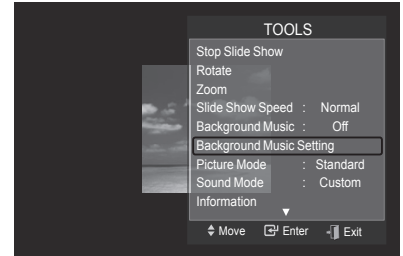 TOOLS
Stop Slide Show
Rotate
Zoom
Slide Show Speed : Normal
Background Music : Off
Background Music Setting
Picture Mode : Standard
Sound Mode : Custom
Information
Move Enter Exit